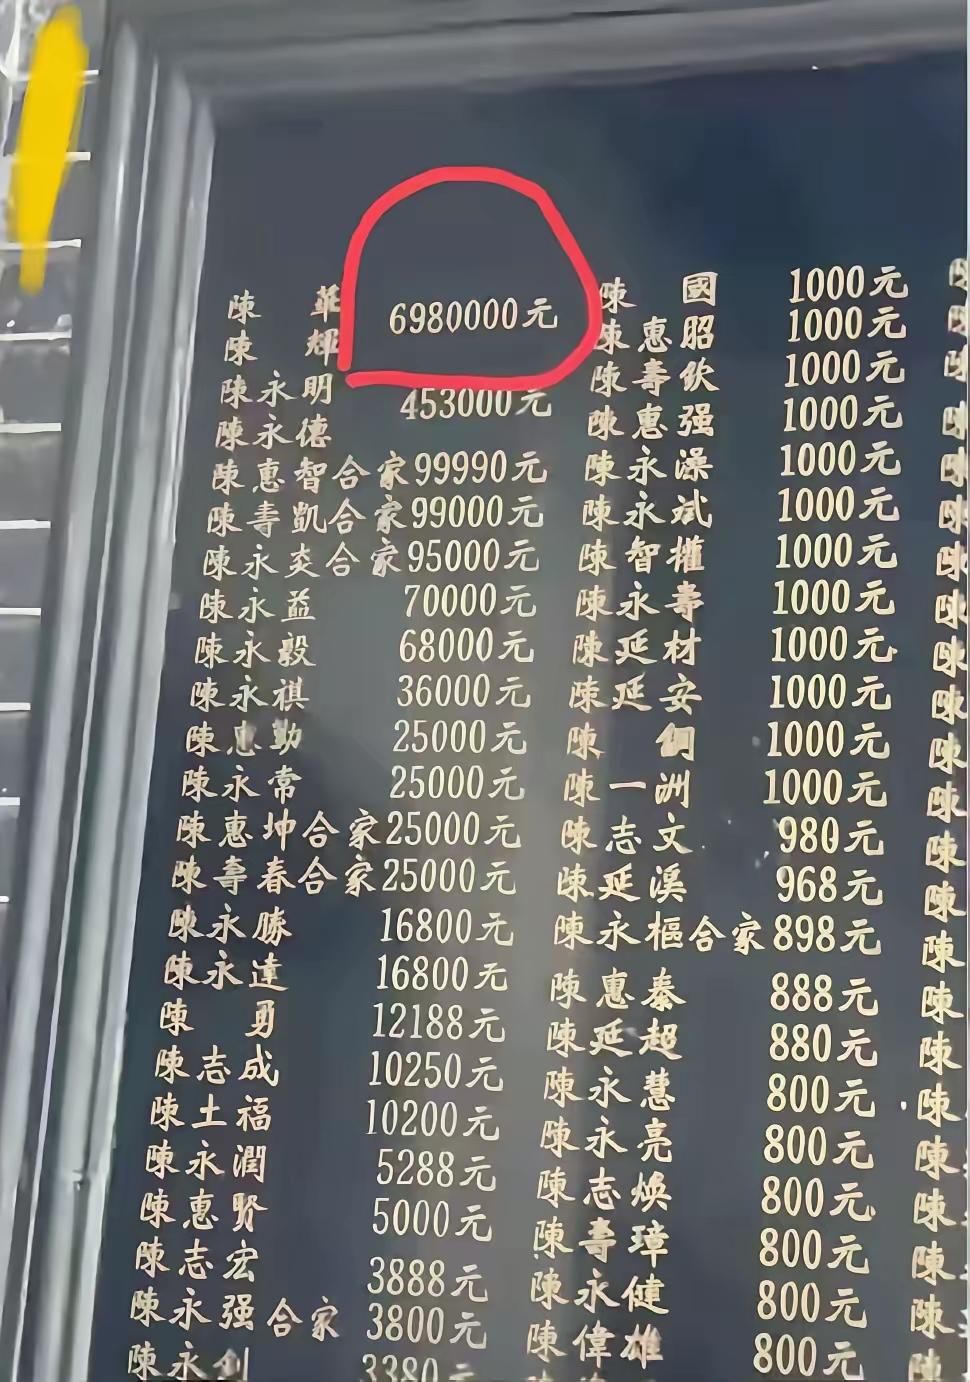 陳 華
陳 輝
6980000元
陳永明
陳永德
453000元
陳惠智合家99990元
陳壽凱合家99000元
陳永炎合家95000元
陳永益 70000元
陳永毅 68000元
陳永祺 36000元
陳忠勤 25000元
陳永常 25000元
陳惠坤合家25000元
陳壽春合家25000元
陳永勝 16800元
陳永達 16800元
陳 勇 12188元
陳志成 10250元
陳土福 10200元
陳永潤 5288元
陳惠賢 5000元
陳志宏 3888元
陳永强合家 3800元
陳永創 3380元
陳 國 1000元
陳惠昭 1000元
陳壽欽 1000元
陳惠强 1000元
陳永澡 1000元
陳永斌 1000元
陳智權 1000元
陳永壽 1000元
陳延材 1000元
陳延安 1000元
陳 1000元
陳一洲 1000元
陳志文 980元
陳延溪 968元
陳永樞合家898元
陳惠泰 888元
陳延超 880元
陳永慧 800元
陳永亮 800元
陳志煥 800元
陳壽璋 800元
陳永健 800元
陳偉雄 800元